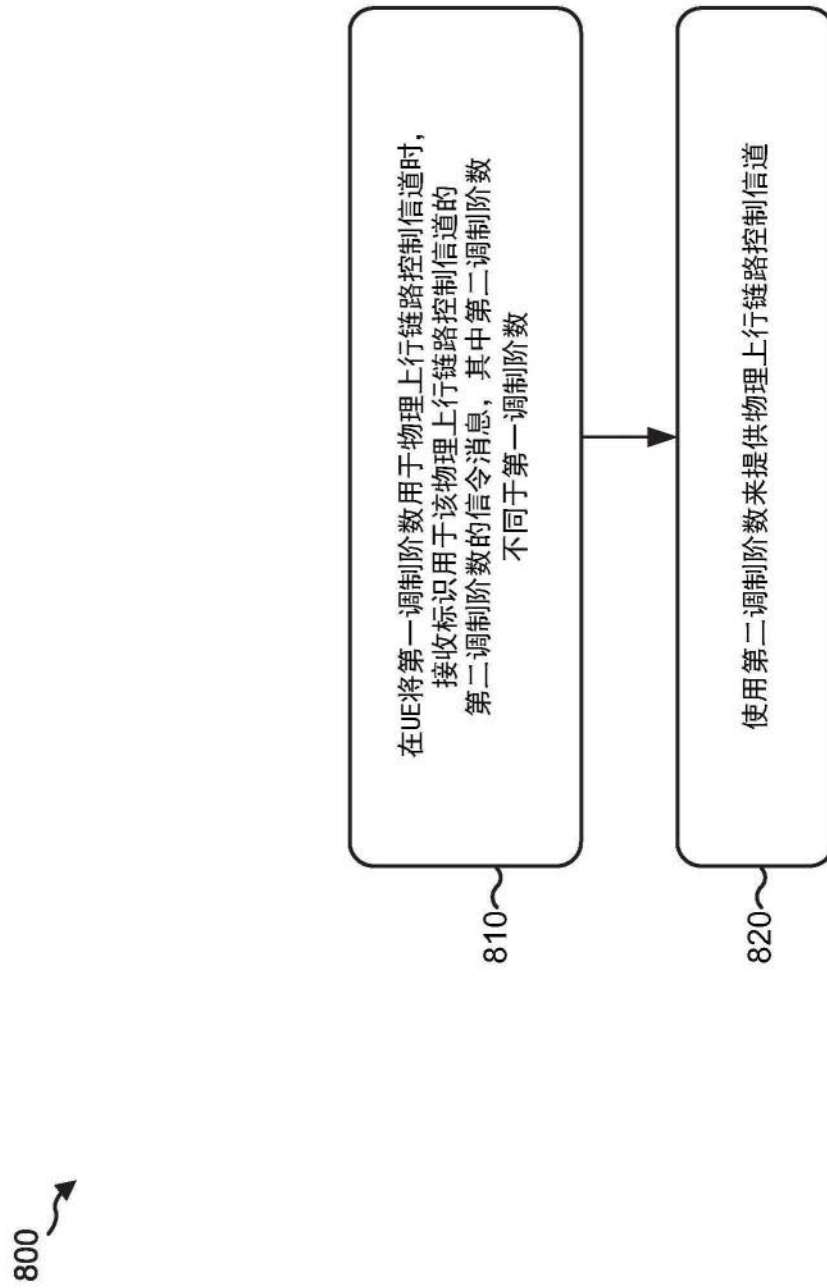 800
810
在UE将第一调制阶数用于物理上行链路控制信道时，
接收标识用于该物理上行链路控制信道的
第二调制阶数的信令消息，其中第二调制阶数
不同于第一调制阶数
820
使用第二调制阶数来提供物理上行链路控制信道